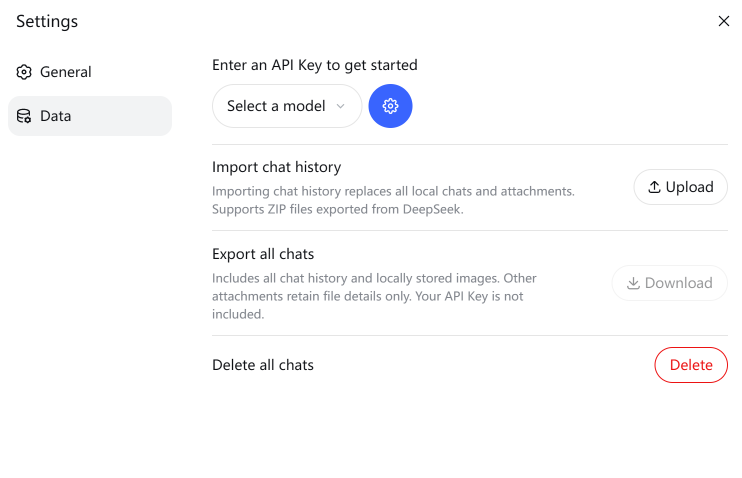 Settings
General
Data
Enter an API Key to get started
Select a model
Import chat history
Importing chat history replaces all local chats and attachments.
Supports ZIP files exported from DeepSeek.
Upload
Export all chats
Includes all chat history and locally stored images. Other
attachments retain file details only. Your API Key is not
included.
Download
Delete all chats
Delete